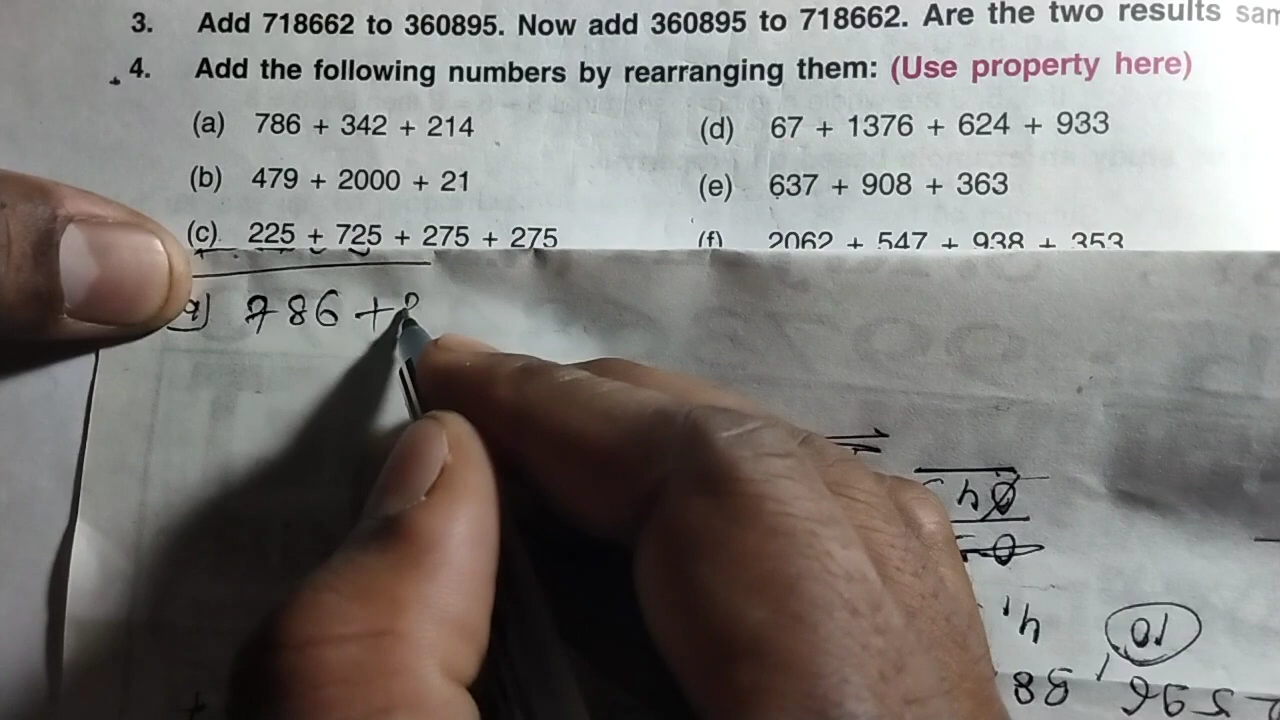 3. Add 718662 to 360895. Now add 360895 to 718662. Are the two results
4. Add the following numbers by rearranging them: (Use property here)
(a) 786 + 342 + 214
(d) 67 + 1376 + 624 + 933
(b) 479 + 2000 + 21
(e) 637 + 908 + 363
(c) 225 + 725 + 275 + 275
(f) 2062 + 547 + 938 + 353
a) 786 +
10